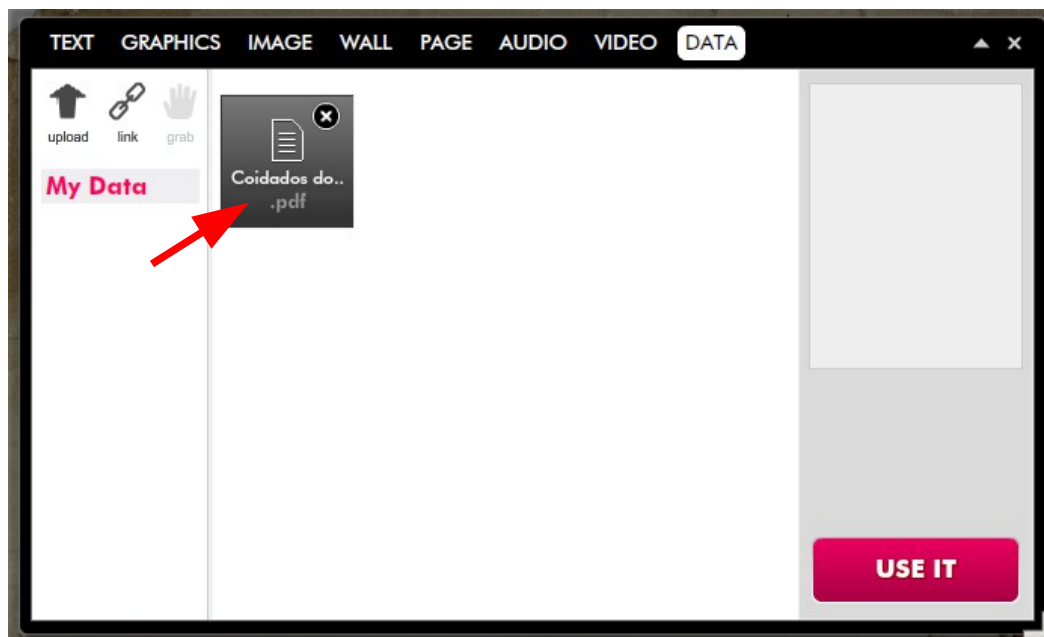 TEXT GRAPHICS IMAGE WALL PAGE AUDIO VIDEO DATA
upload link grab
My Data
Coidados do..
.pdf
USE IT